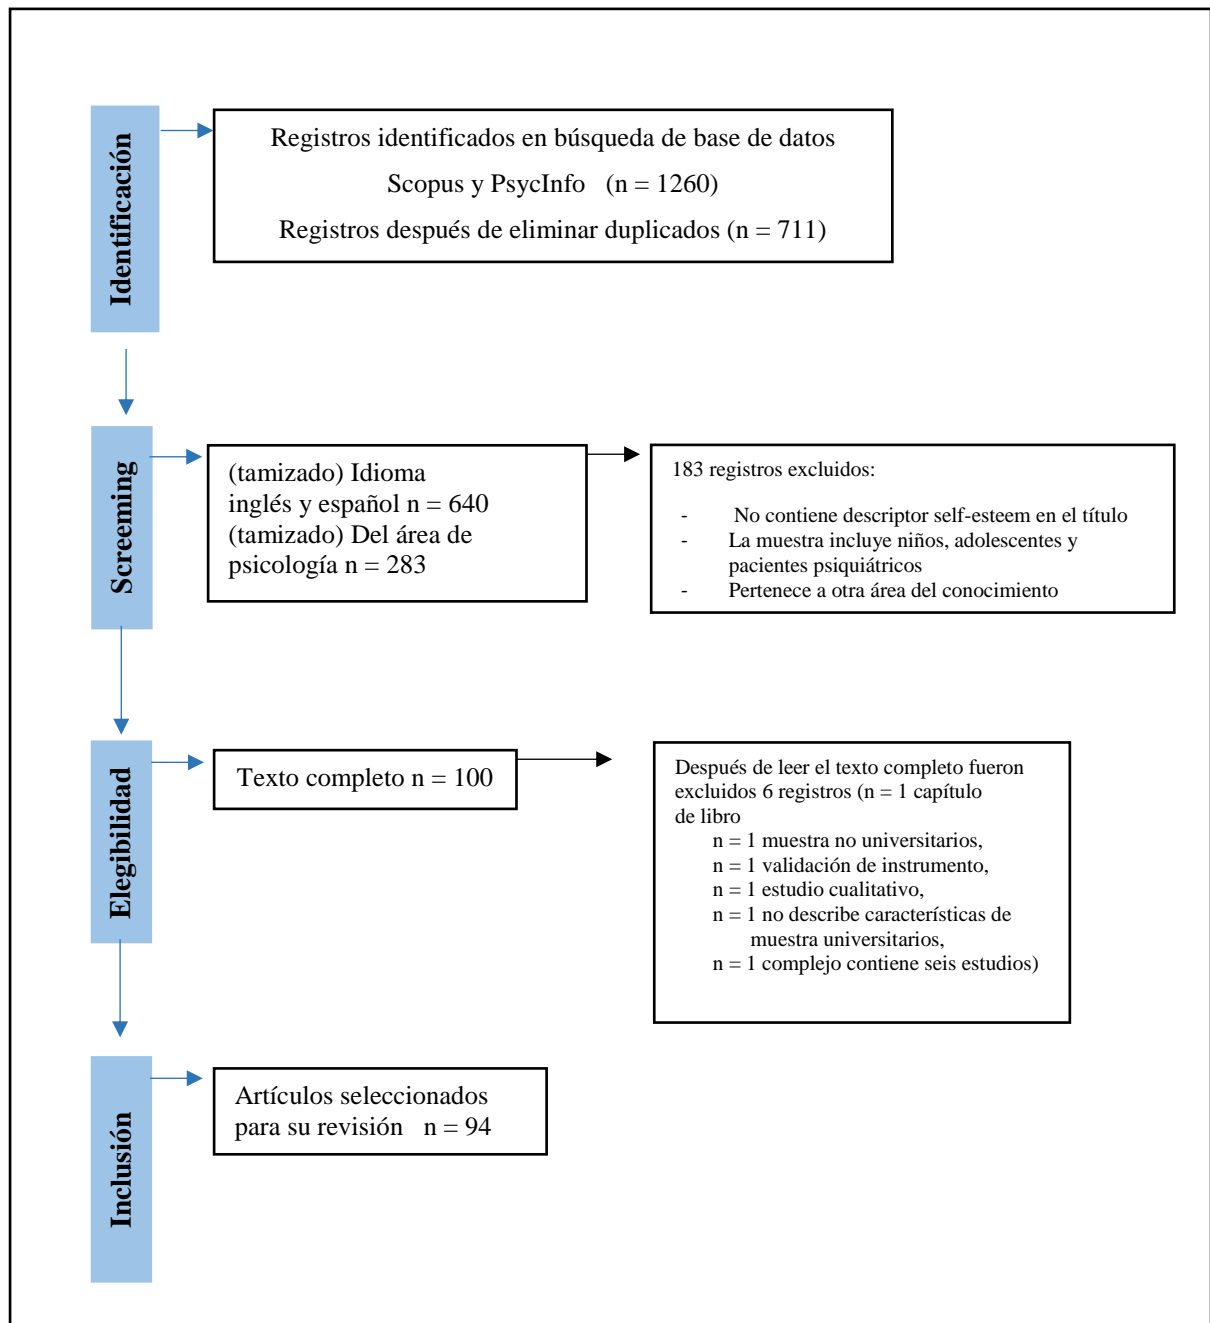 Identificación
Registros identificados en búsqueda de base de datos
Scopus y PsycInfo (n = 1260)
Registros después de eliminar duplicados (n = 711)
Screeming
(tamizado) Idioma
inglés y español n = 640
(tamizado) Del área de
psicología n = 283
183 registros excluidos:
- No contiene descriptor self-esteem en el título
- La muestra incluye niños, adolescentes y
pacientes psiquiátricos
- Pertenece a otra área del conocimiento
Elegibilidad
Texto completo n = 100
Después de leer el texto completo fueron
excluidos 6 registros (n = 1 capítulo
de libro
n = 1 muestra no universitarios,
n = 1 validación de instrumento,
n = 1 estudio cualitativo,
n = 1 no describe características de
muestra universitarios,
n = 1 complejo contiene seis estudios)
Inclusión
Artículos seleccionados
para su revisión n = 94